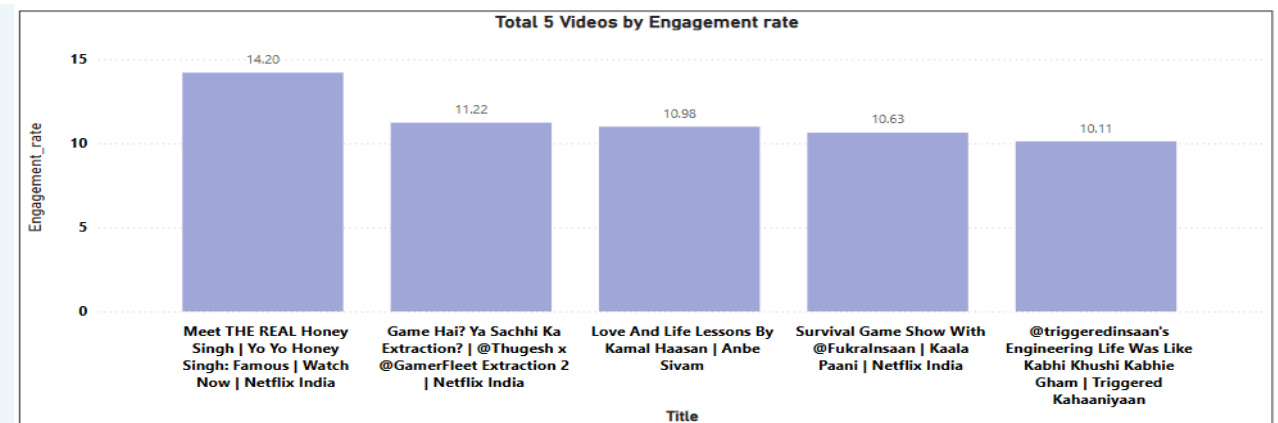 Total 5 Videos by Engagement rate
15
10
5
0
Engagement_rate
14.20
11.22
10.98
10.63
10.11
Meet THE REAL Honey
Singh | Yo Yo Honey
Singh: Famous | Watch
Now | Netflix India
Game Hai? Ya Sachhi Ka
Extraction? | @Thugesh x
@GamerFleet Extraction 2
| Netflix India
Love And Life Lessons By
Kamal Haasan | Anbe
Sivam
Survival Game Show With
@FukraInsaan | Kaala
Paani | Netflix India
@triggeredinsaan's
Engineering Life Was Like
Kabhi Khushi Kabhie
Gham | Triggered
Kahaaniyaan
Title